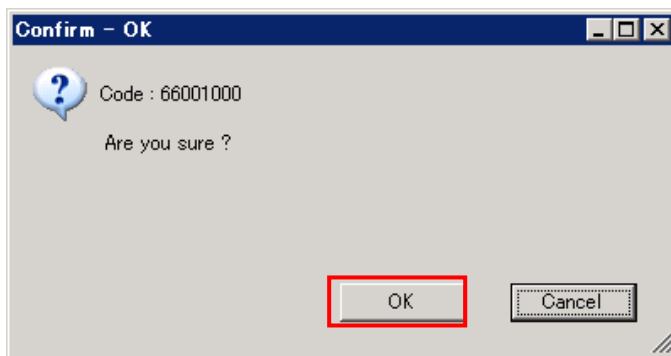 Confirm - OK
Code : 66001000
Are you sure ?
OK
Cancel